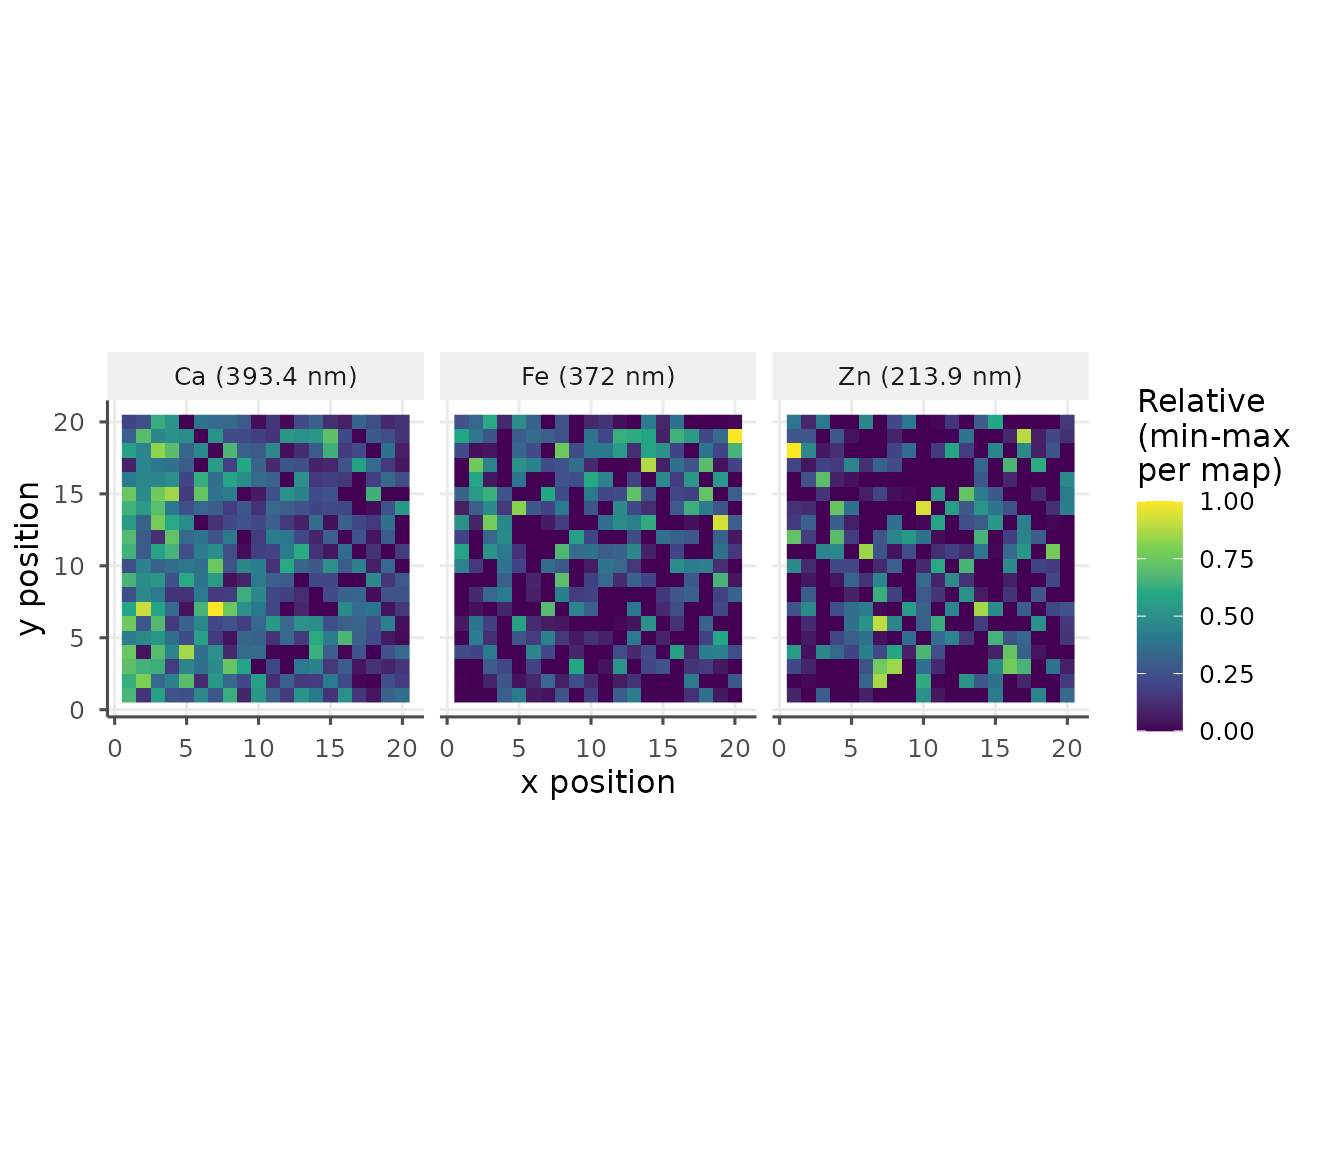 Ca (393.4 nm)
Fe (372 nm)
Zn (213.9 nm)
20
15
10
5
0
y position
0 5 10 15 20
0 5 10 15 20
0 5 10 15 20
x position
Relative
(min-max
per map)
1.00
0.75
0.50
0.25
0.00